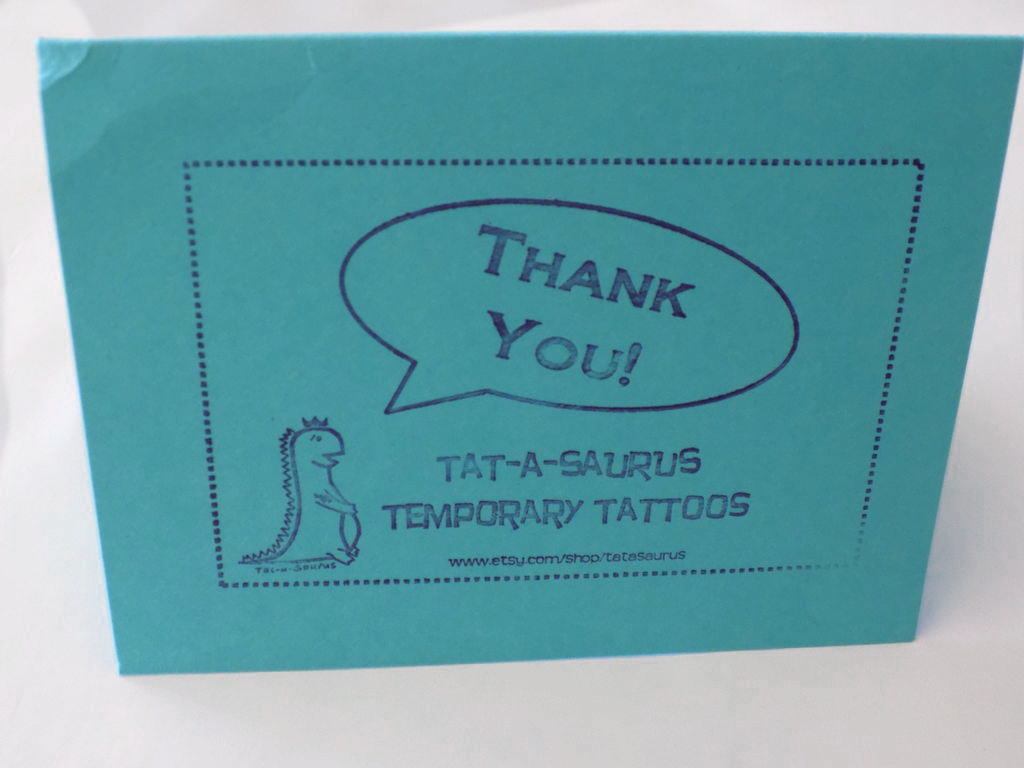 THANK
YOU!
TAT-A-SAURUS
TEMPORARY TATTOOS
www.etsy.com/shop/tatasaurus
Tat-a-Saurus